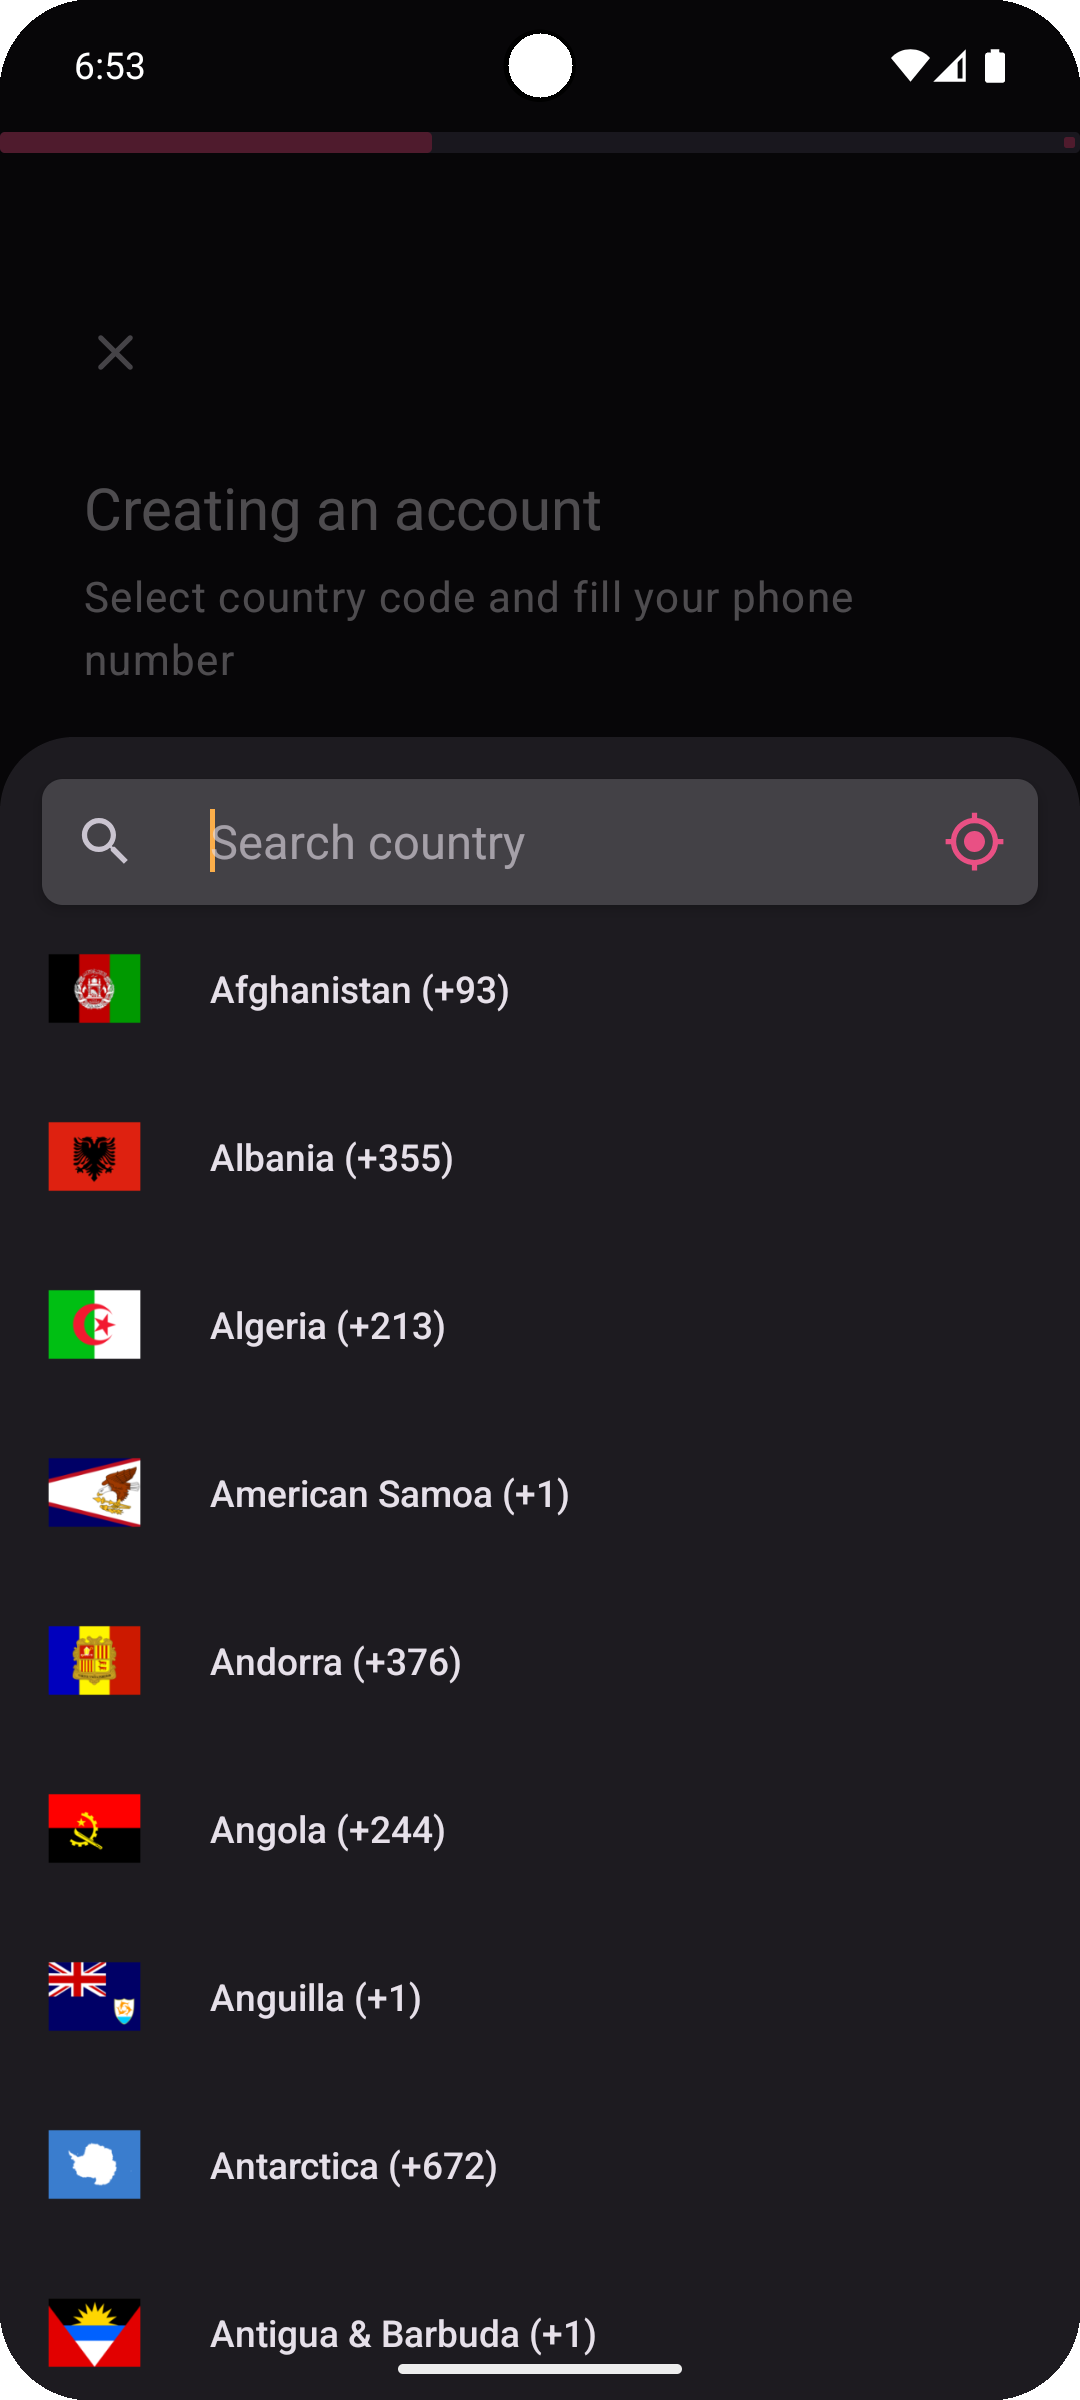 6:53
Creating an account
Select country code and fill your phone
number
Search country
Afghanistan (+93)
Albania (+355)
Algeria (+213)
American Samoa (+1)
Andorra (+376)
Angola (+244)
Anguilla (+1)
Antarctica (+672)
Antigua & Barbuda (+1)